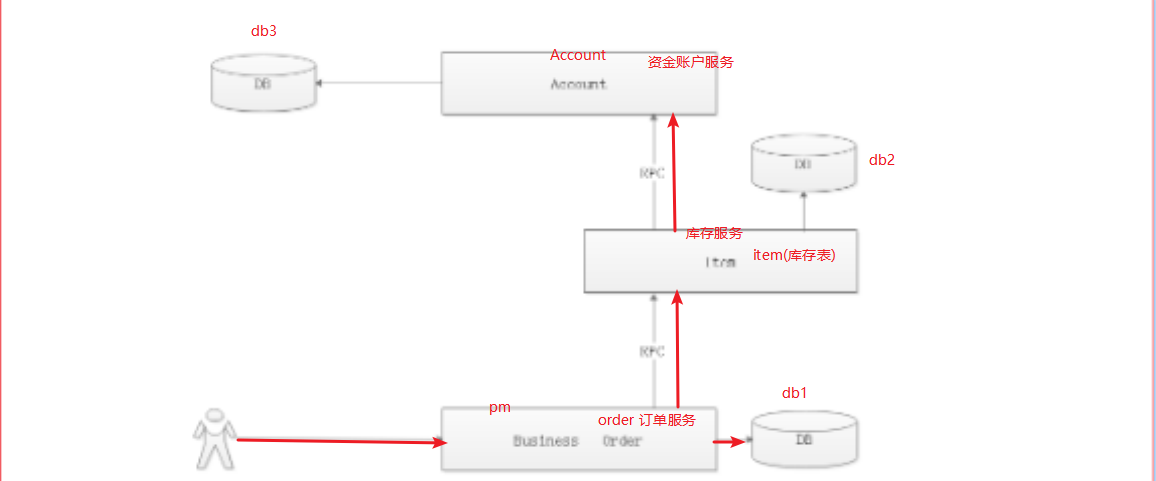 db3
Account
资金账户服务
DB
Account
DB
db2
RPC
库存服务
item(库存表)
item
RPC
db1
pm
order 订单服务
Business Order
DB